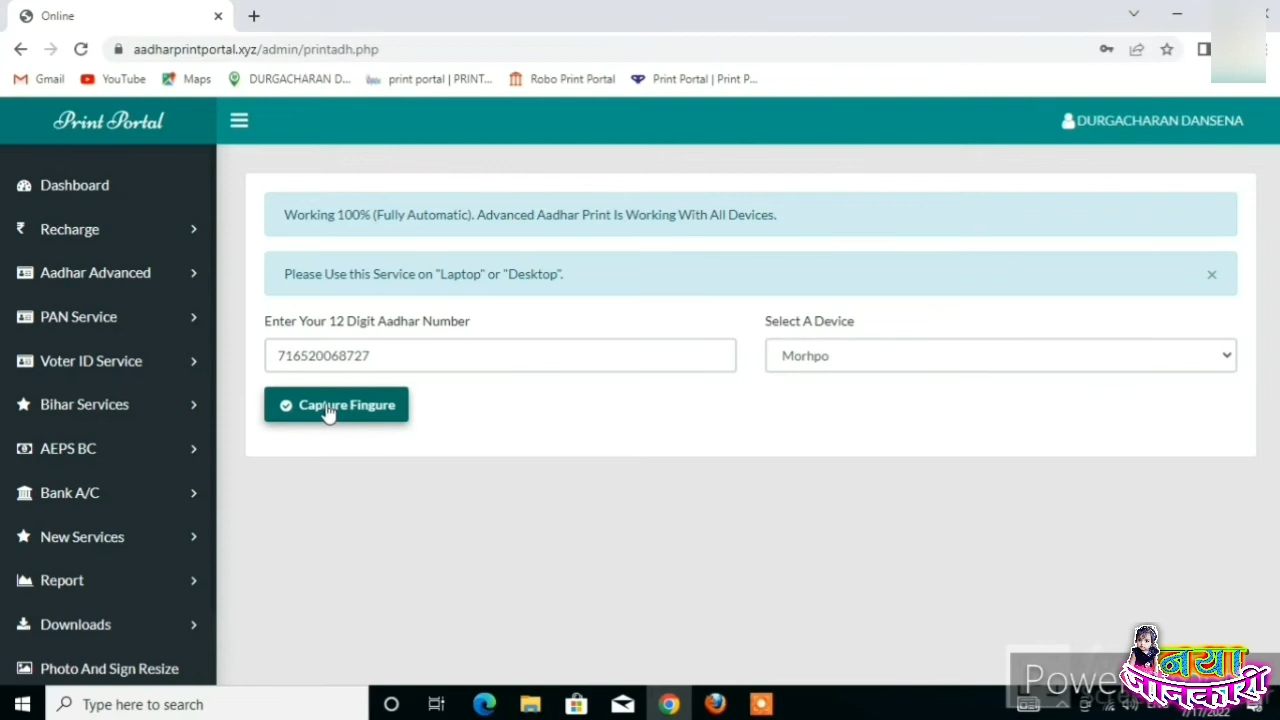 Online
aadharprintportal.xyz/admin/printadh.php
Gmail YouTube Maps DURGACHARAN D... print portal | PRINT... Robo Print Portal Print Portal | Print P...
Print Portal
DURGACHARAN DANSENA
Dashboard
Recharge
Aadhar Advanced
PAN Service
Voter ID Service
Bihar Services
AEPS BC
Bank A/C
New Services
Report
Downloads
Photo And Sign Resize
Working 100% (Fully Automatic). Advanced Aadhar Print Is Working With All Devices.
Please Use this Service on "Laptop" or "Desktop".
Enter Your 12 Digit Aadhar Number
Select A Device
716520068727
Morhpo
Capture Fingure
Power
नया
जानकारी
Type here to search